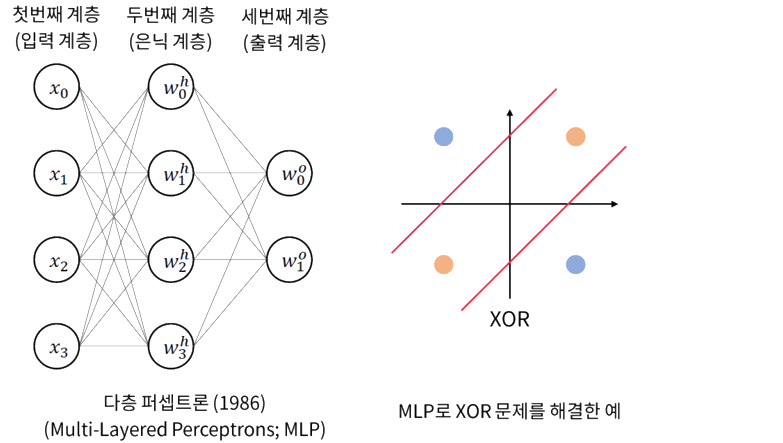 첫번째 계층 두번째 계층 세번째 계층
(입력 계층) (은닉 계층) (출력 계층)
x₀ w₀ʰ
x₁ w₁ʰ w₀ᵒ
x₂ w₂ʰ w₁ᵒ
x₃ w₃ʰ
다층 퍼셉트론 (1986)
(Multi-Layered Perceptrons; MLP)
XOR
MLP로 XOR 문제를 해결한 예